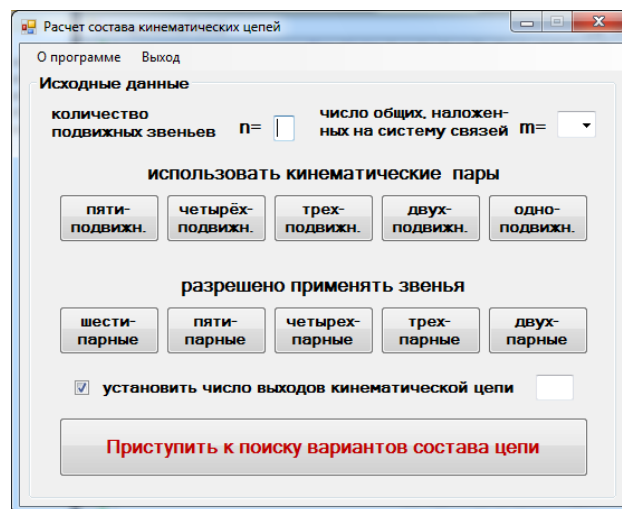 Расчет состава кинематических цепей
О программе Выход
Исходные данные
количество число общих, наложен-
подвижных звеньев n= ных на систему связей m=
использовать кинематические пары
пяти- четырёх- трех- двух- одно-
подвижн. подвижн. подвижн. подвижн. подвижн.
разрешено применять звенья
шести- пяти- четырех- трех- двух-
парные парные парные парные парные
установить число выходов кинематической цепи
Приступить к поиску вариантов состава цепи